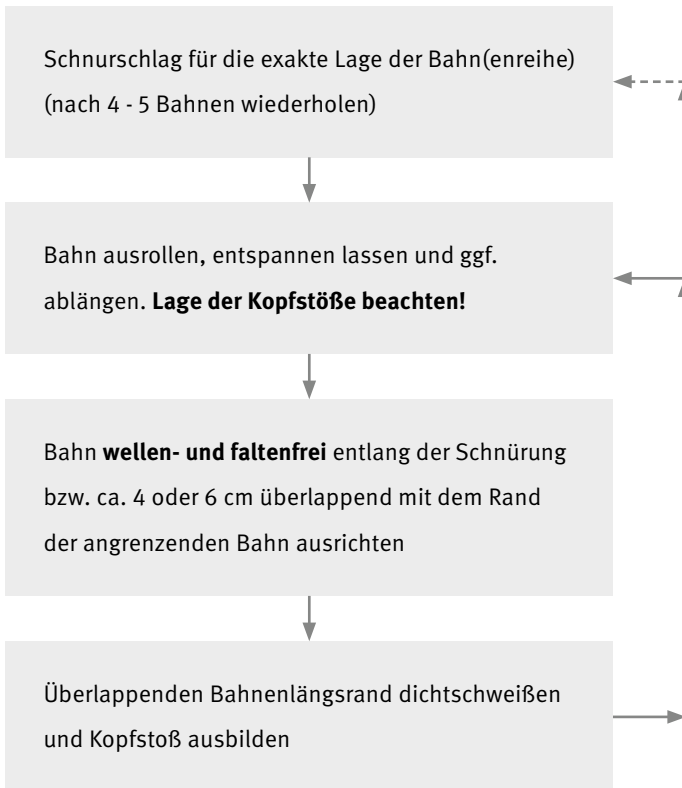 Schnurschlag für die exakte Lage der Bahn(enreihe)
(nach 4 - 5 Bahnen wiederholen)
Bahn ausrollen, entspannen lassen und ggf.
ablängen. Lage der Kopfstöße beachten!
Bahn wellen- und faltenfrei entlang der Schnürung
bzw. ca. 4 oder 6 cm überlappend mit dem Rand
der angrenzenden Bahn ausrichten
Überlappenden Bahnenlängsrand dichtschweißen
und Kopfstoß ausbilden